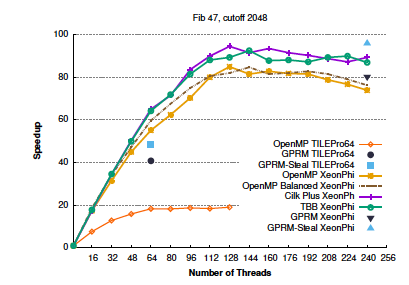 Fib 47, cutoff 2048
100
80
60
40
20
0
Speedup
OpenMP TILEPro64
GPRM TILEPro64
GPRM-Steal TILEPro64
OpenMP XeonPhi
OpenMP Balanced XeonPhi
Cilk Plus XeonPh
TBB XeonPhi
GPRM XeonPhi
GPRM-Steal XeonPhi
16 32 48 64 80 96 112 128 144 160 176 192 208 224 240 256
Number of Threads